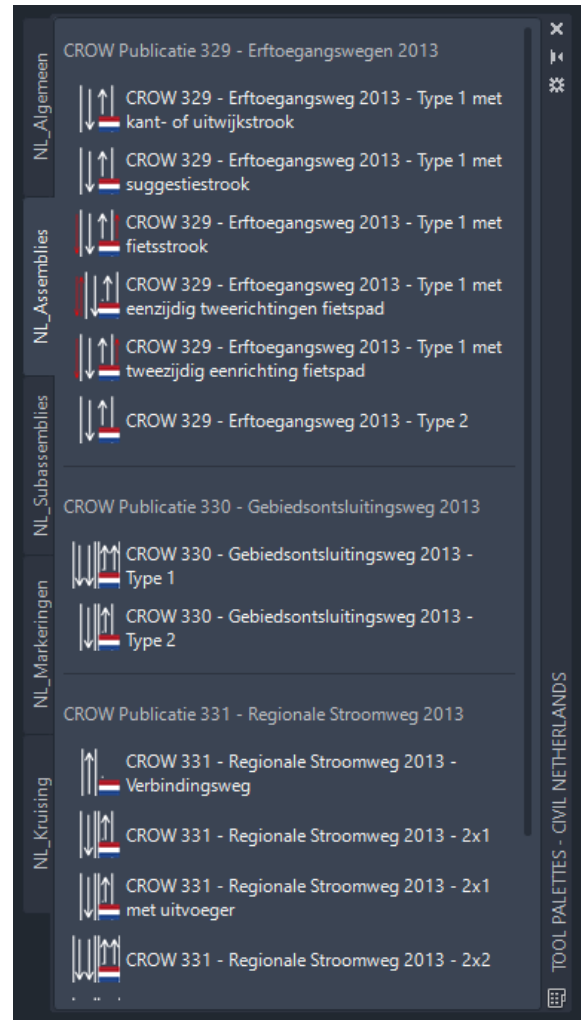 NL_Algemeen
NL_Assemblies
NL_Subassemblies
NL_Markeringen
NL_Kruising
CROW Publicatie 329 - Erftoegangswegen 2013
CROW 329 - Erftoegangsweg 2013 - Type 1 met
kant- of uitwijkstrook
CROW 329 - Erftoegangsweg 2013 - Type 1 met
suggestiestrook
CROW 329 - Erftoegangsweg 2013 - Type 1 met
fietsstrook
CROW 329 - Erftoegangsweg 2013 - Type 1 met
eenzijdig tweerichtingen fietspad
CROW 329 - Erftoegangsweg 2013 - Type 1 met
tweezijdig eenrichting fietspad
CROW 329 - Erftoegangsweg 2013 - Type 2
CROW Publicatie 330 - Gebiedsontsluitingsweg 2013
CROW 330 - Gebiedsontsluitingsweg 2013 -
Type 1
CROW 330 - Gebiedsontsluitingsweg 2013 -
Type 2
CROW Publicatie 331 - Regionale Stroomweg 2013
CROW 331 - Regionale Stroomweg 2013 -
Verbindingsweg
CROW 331 - Regionale Stroomweg 2013 - 2x1
CROW 331 - Regionale Stroomweg 2013 - 2x1
met uitvoeger
CROW 331 - Regionale Stroomweg 2013 - 2x2
TOOL PALETTES - CIVIL NETHERLANDS